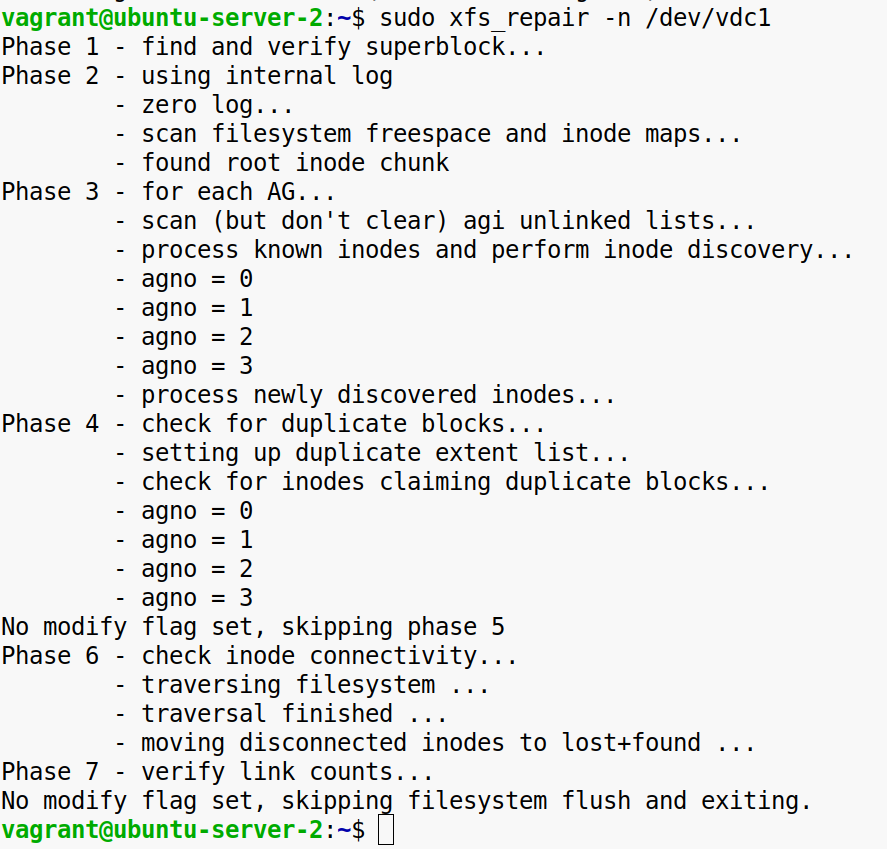 vagrant@ubuntu-server-2:~$ sudo xfs_repair -n /dev/vdc1
Phase 1 - find and verify superblock...
Phase 2 - using internal log
        - zero log...
        - scan filesystem freespace and inode maps...
        - found root inode chunk
Phase 3 - for each AG...
        - scan (but don't clear) agi unlinked lists...
        - process known inodes and perform inode discovery...
        - agno = 0
        - agno = 1
        - agno = 2
        - agno = 3
        - process newly discovered inodes...
Phase 4 - check for duplicate blocks...
        - setting up duplicate extent list...
        - check for inodes claiming duplicate blocks...
        - agno = 0
        - agno = 1
        - agno = 2
        - agno = 3
No modify flag set, skipping phase 5
Phase 6 - check inode connectivity...
        - traversing filesystem ...
        - traversal finished ...
        - moving disconnected inodes to lost+found ...
Phase 7 - verify link counts...
No modify flag set, skipping filesystem flush and exiting.
vagrant@ubuntu-server-2:~$